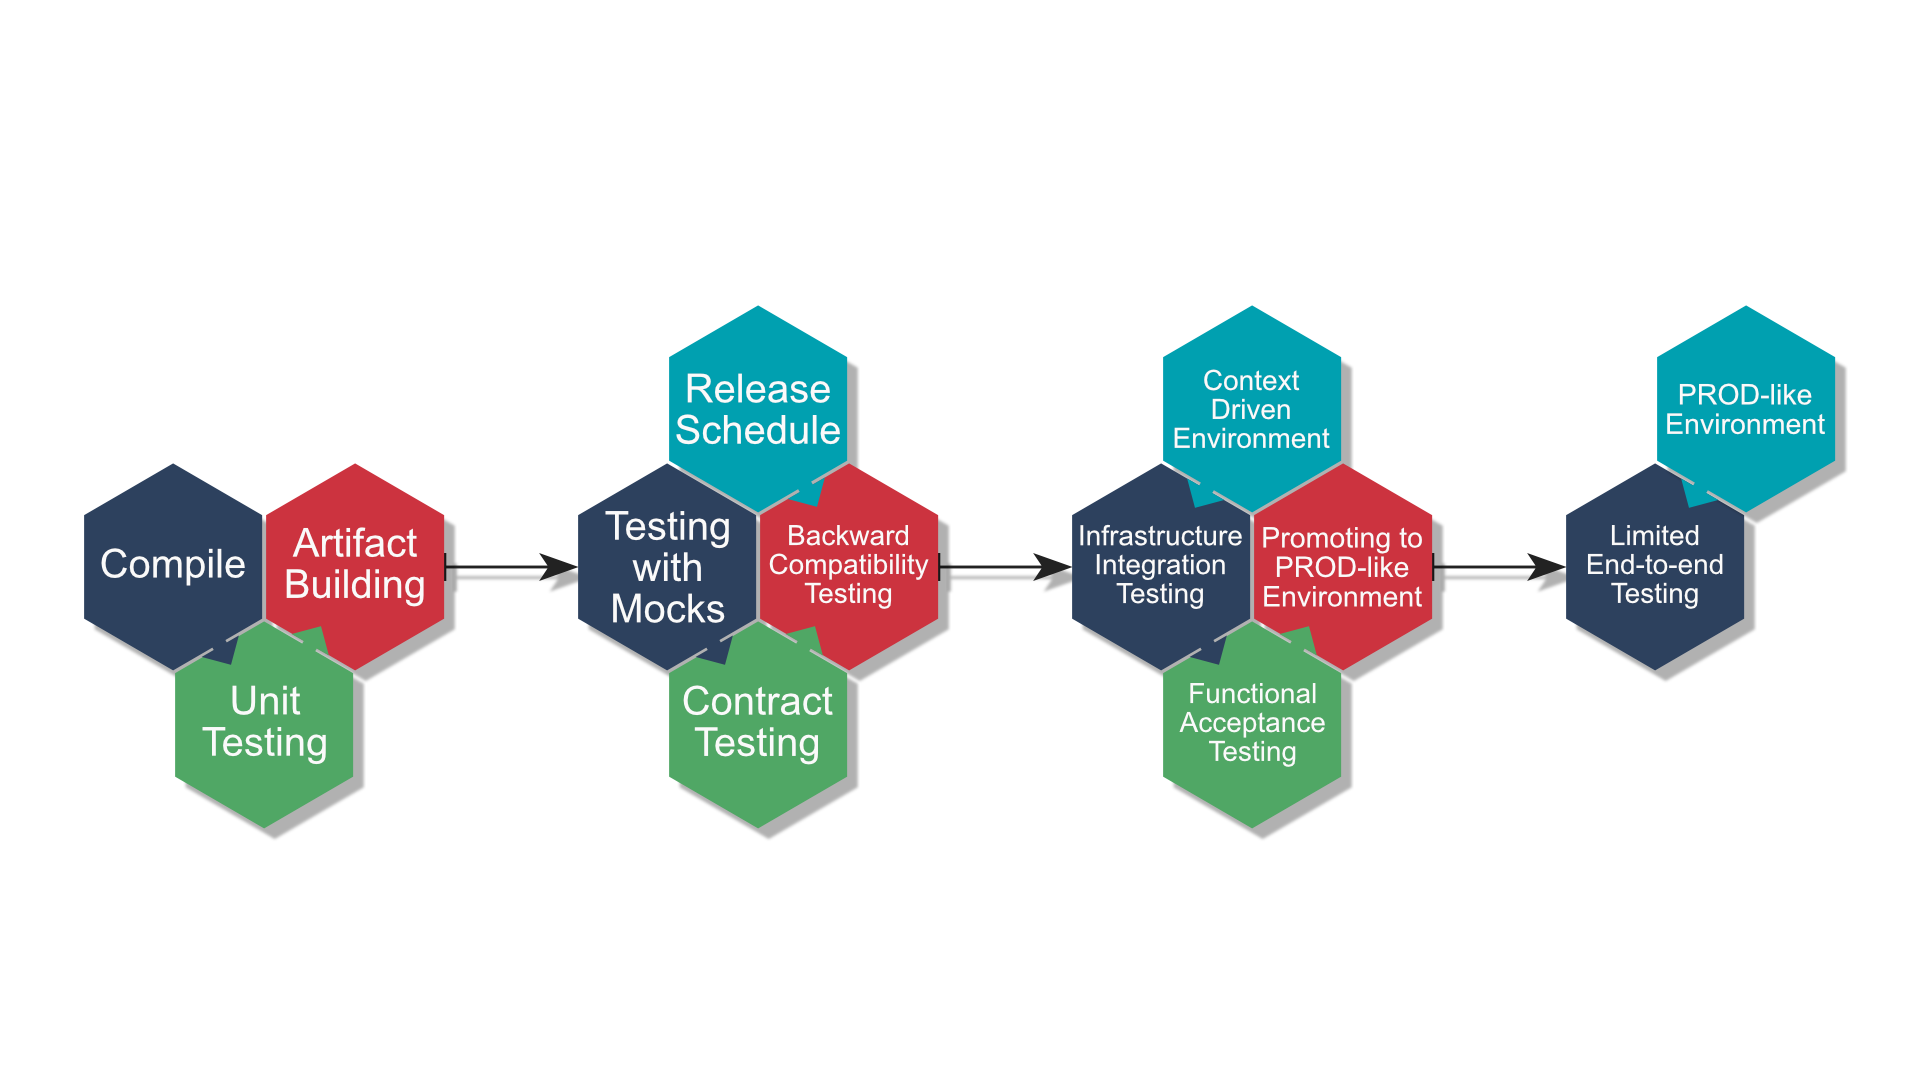 Compile
Artifact
Building
Unit
Testing
Release
Schedule
Testing
with
Mocks
Backward
Compatibility
Testing
Contract
Testing
Context
Driven
Environment
Infrastructure
Integration
Testing
Promoting to
PROD-like
Environment
Functional
Acceptance
Testing
PROD-like
Environment
Limited
End-to-end
Testing